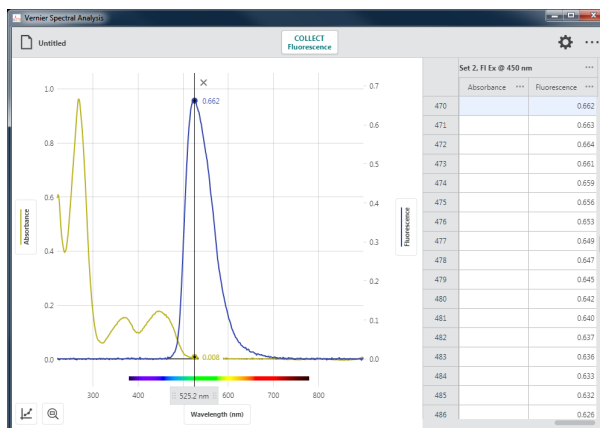 Vernier Spectral Analysis
Untitled
COLLECT
Fluorescence
Set 2, Fl Ex @ 450 nm
Absorbance
Fluorescence
470 0.662
471 0.663
472 0.664
473 0.661
474 0.659
475 0.656
476 0.653
477 0.649
478 0.647
479 0.645
480 0.642
481 0.640
482 0.637
483 0.636
484 0.633
485 0.632
486 0.626
1.0
0.8
0.6
0.4
0.2
0.0
Absorbance
0.662
0.008
0.7
0.6
0.5
0.4
0.3
0.2
0.1
0.0
Fluorescence
300 400 600 700 800
525.2 nm
Wavelength (nm)